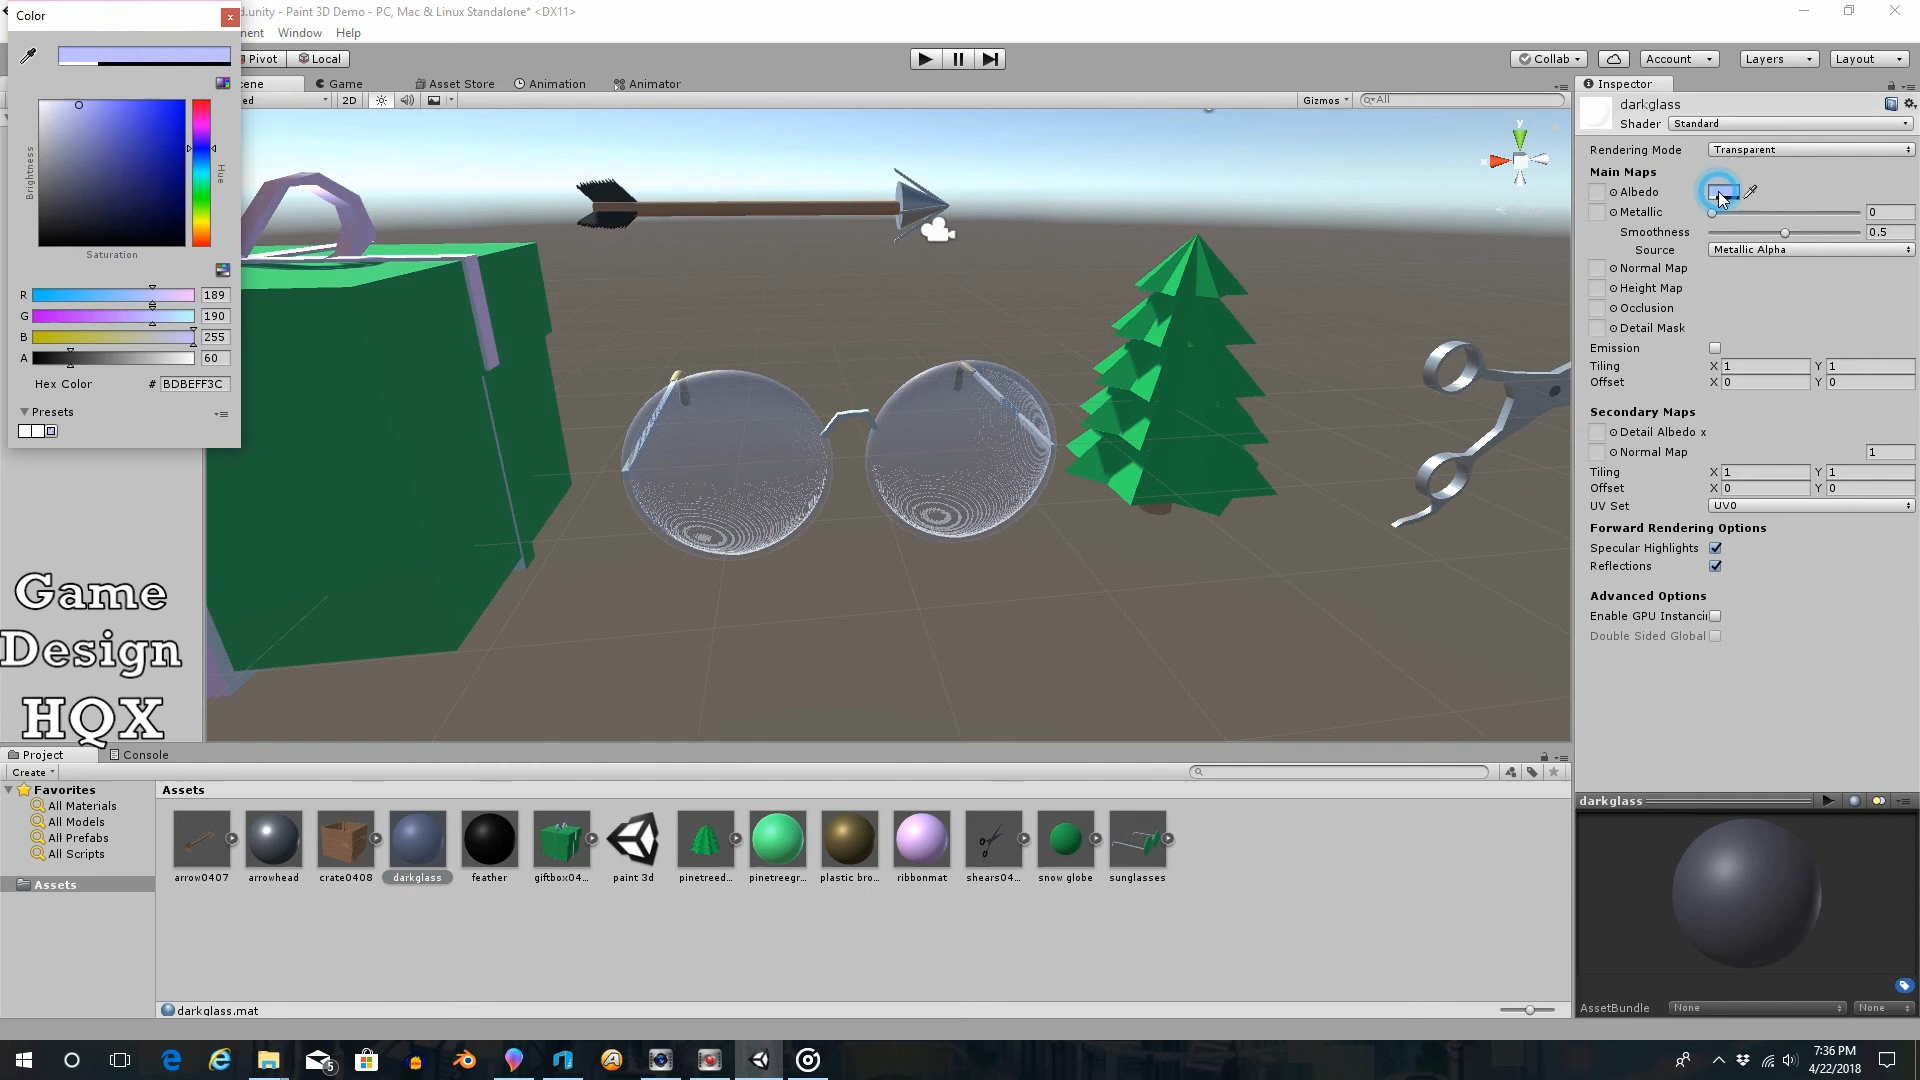 Color
d.unity - Paint 3D Demo - PC, Mac & Linux Standalone* <DX11>
nent Window Help
Pivot Local
Collab Account Layers Layout
cene Game Asset Store Animation Animator
ed 2D Gizmos All
Brightness
Hue
Saturation
R 189
G 190
B 255
A 60
Hex Color # BDBEFF3C
Presets
y
x
Inspector
darkglass
Shader Standard
Rendering Mode Transparent
Main Maps
Albedo
Metallic 0
Smoothness 0.5
Source Metallic Alpha
Normal Map
Height Map
Occlusion
Detail Mask
Emission
Tiling X 1 Y 1
Offset X 0 Y 0
Secondary Maps
Detail Albedo x
Normal Map 1
Tiling X 1 Y 1
Offset X 0 Y 0
UV Set UV0
Forward Rendering Options
Specular Highlights
Reflections
Advanced Options
Enable GPU Instanci
Double Sided Global
Game
Design
HQX
Project Console
Create
Favorites
All Materials
All Models
All Prefabs
All Scripts
Assets
Assets
arrow0407 arrowhead crate0408 darkglass feather giftbox04... paint 3d pinetreed... pinetreegr... plastic bro... ribbonmat shears04... snow globe sunglasses
darkglass.mat
darkglass
AssetBundle None None
5
7:36 PM
4/22/2018